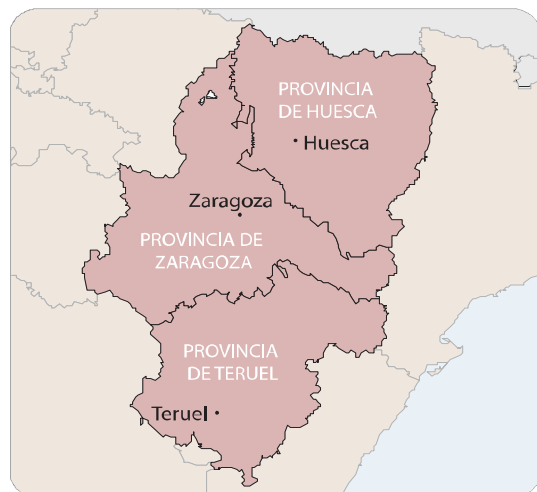 PROVINCIA
DE HUESCA
Huesca
Zaragoza
PROVINCIA DE
ZARAGOZA
PROVINCIA
DE TERUEL
Teruel